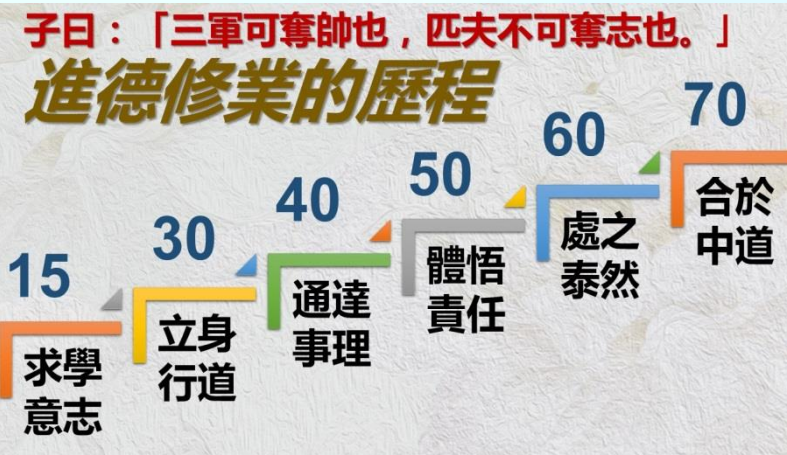 子曰：「三軍可奪帥也，匹夫不可奪志也。」
進德修業的歷程
15
求學
意志
30
立身
行道
40
通達
事理
50
體悟
責任
60
處之
泰然
70
合於
中道